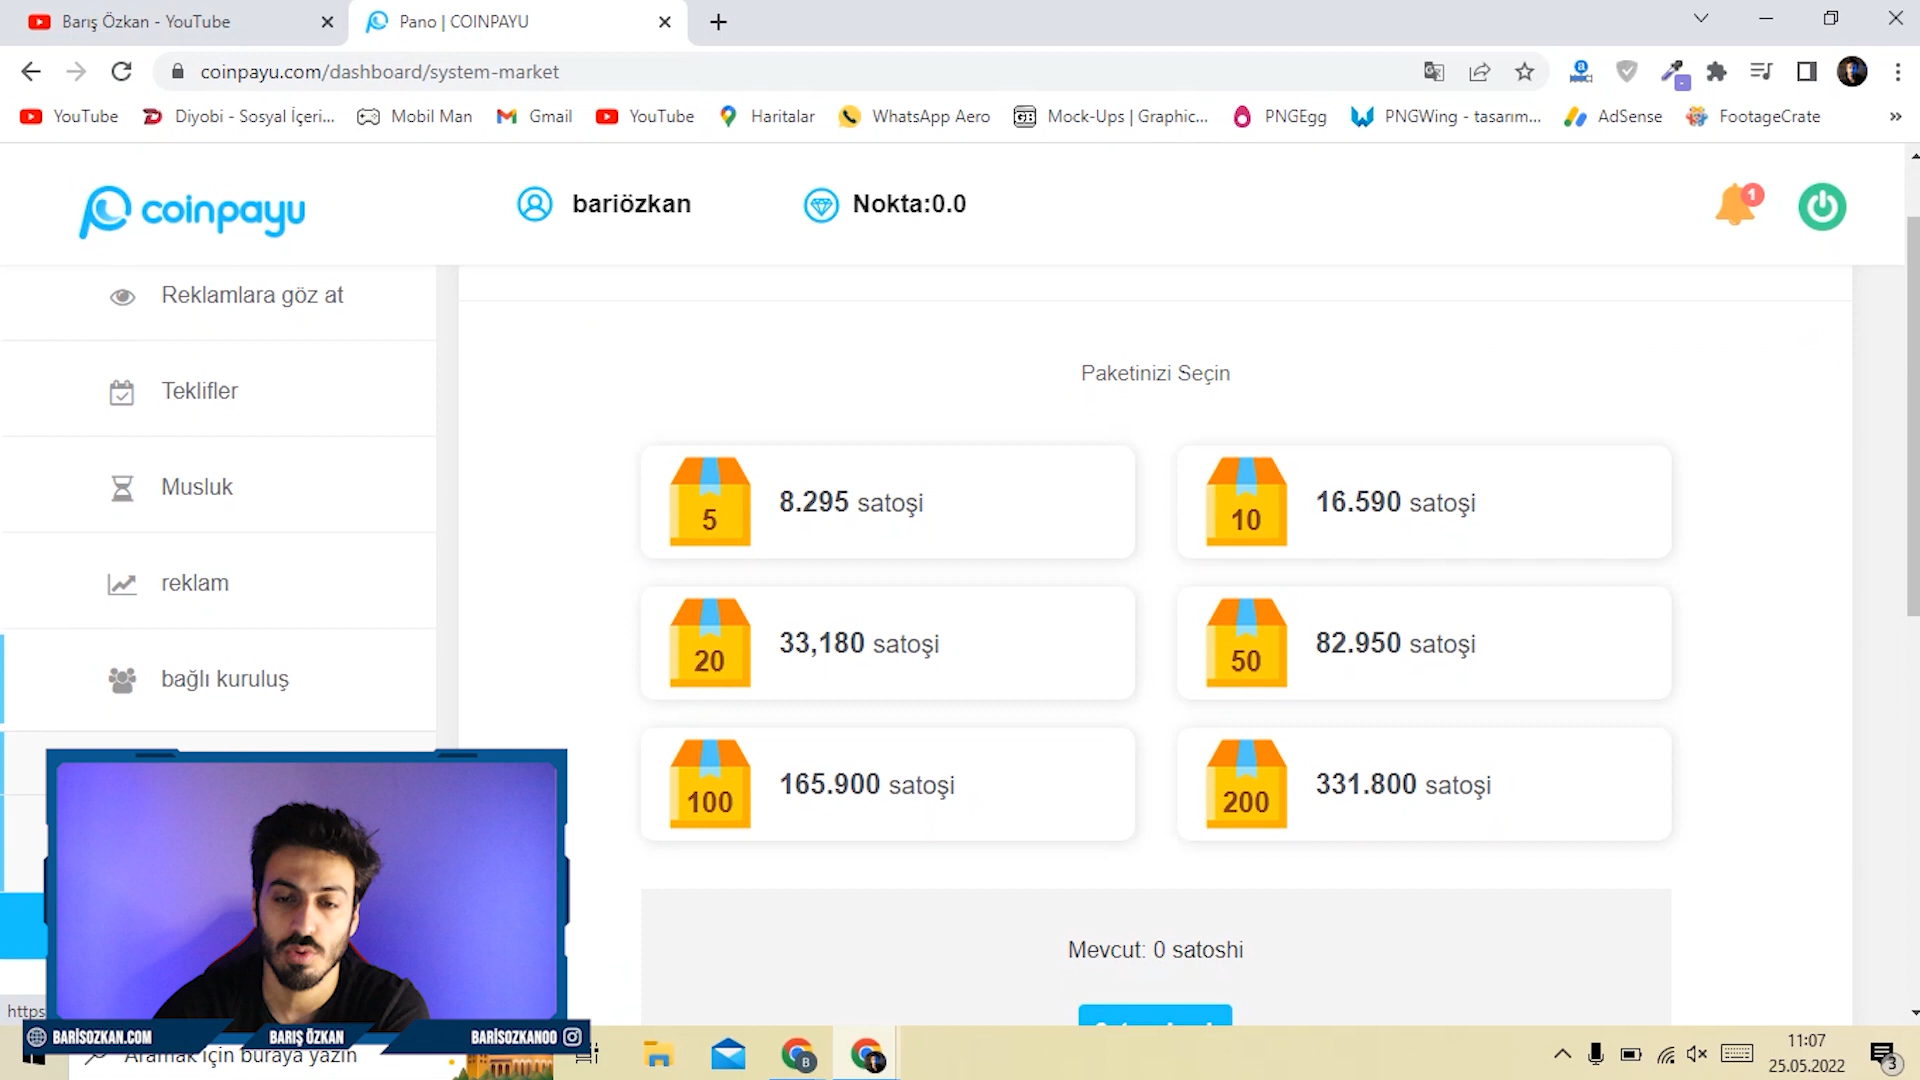 Barış Özkan - YouTube
Pano | COINPAYU
coinpayu.com/dashboard/system-market
YouTube
Diyobi - Sosyal İçeri...
Mobil Man
Gmail
YouTube
Haritalar
WhatsApp Aero
Mock-Ups | Graphic...
PNGEgg
PNGWing - tasarım...
AdSense
FootageCrate
»
coinpayu
bariözkan
Nokta:0.0
1
Reklamlara göz at
Teklifler
Musluk
reklam
bağlı kuruluş
Paketinizi Seçin
5
8.295 satoşi
10
16.590 satoşi
20
33,180 satoşi
50
82.950 satoşi
100
165.900 satoşi
200
331.800 satoşi
Mevcut: 0 satoshi
https
BARİSOZKAN.COM
BARIŞ ÖZKAN
BARİSOZKANOO
Aramak için buraya yazın
B
11:07
25.05.2022
3